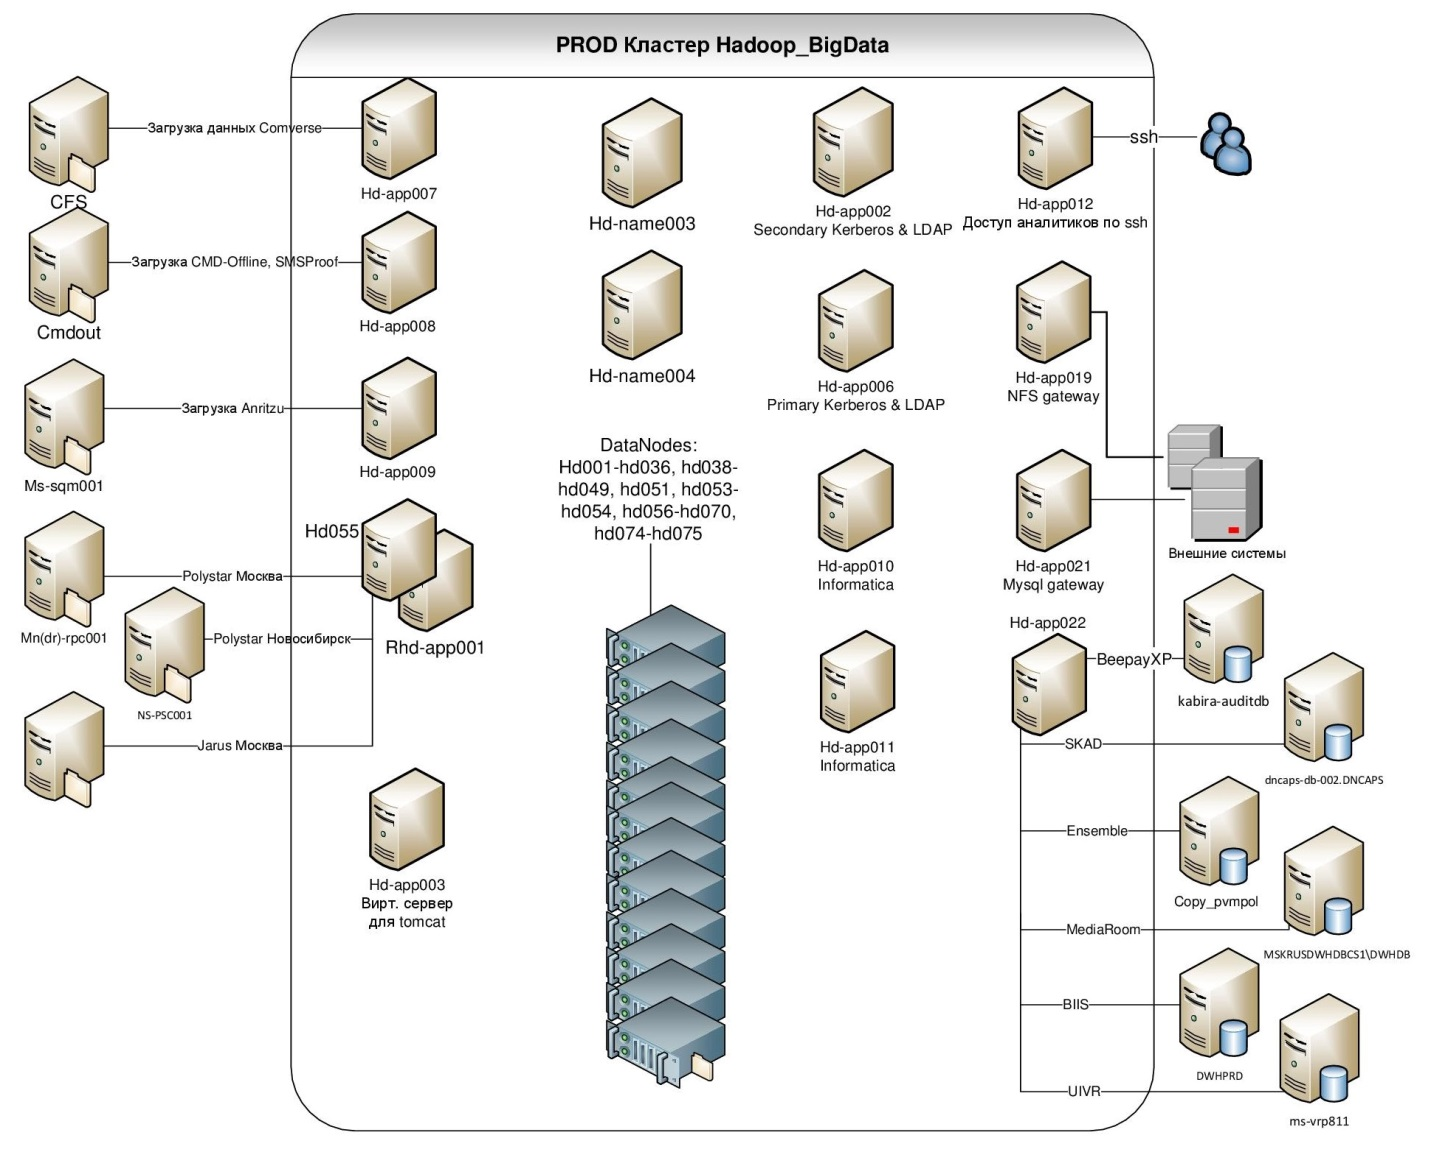 PROD Кластер Hadoop_BigData
CFS
Загрузка данных Comverse
Hd-app007
Cmdout
Загрузка CMD-Offline, SMSProof
Hd-app008
Ms-sqm001
Загрузка Anritzu
Hd-app009
Mn(dr)-rpc001
Polystar Москва
Hd055
Rhd-app001
NS-PSC001
Polystar Новосибирск
Jarus Москва
Hd-app003
Вирт. сервер
для tomcat
Hd-name003
Hd-name004
DataNodes:
Hd001-hd036, hd038-
hd049, hd051, hd053-
hd054, hd056-hd070,
hd074-hd075
Hd-app002
Secondary Kerberos & LDAP
Hd-app006
Primary Kerberos & LDAP
Hd-app010
Informatica
Hd-app011
Informatica
Hd-app012
Доступ аналитиков по ssh
ssh
Hd-app019
NFS gateway
Hd-app021
Mysql gateway
Внешние системы
Hd-app022
BeepayXP
kabira-auditdb
SKAD
dncaps-db-002.DNCAPS
Ensemble
Copy_pvmpol
MediaRoom
MSKRUSDWHDBCS1\DWHDB
BIIS
DWHPRD
UIVR
ms-vrp811